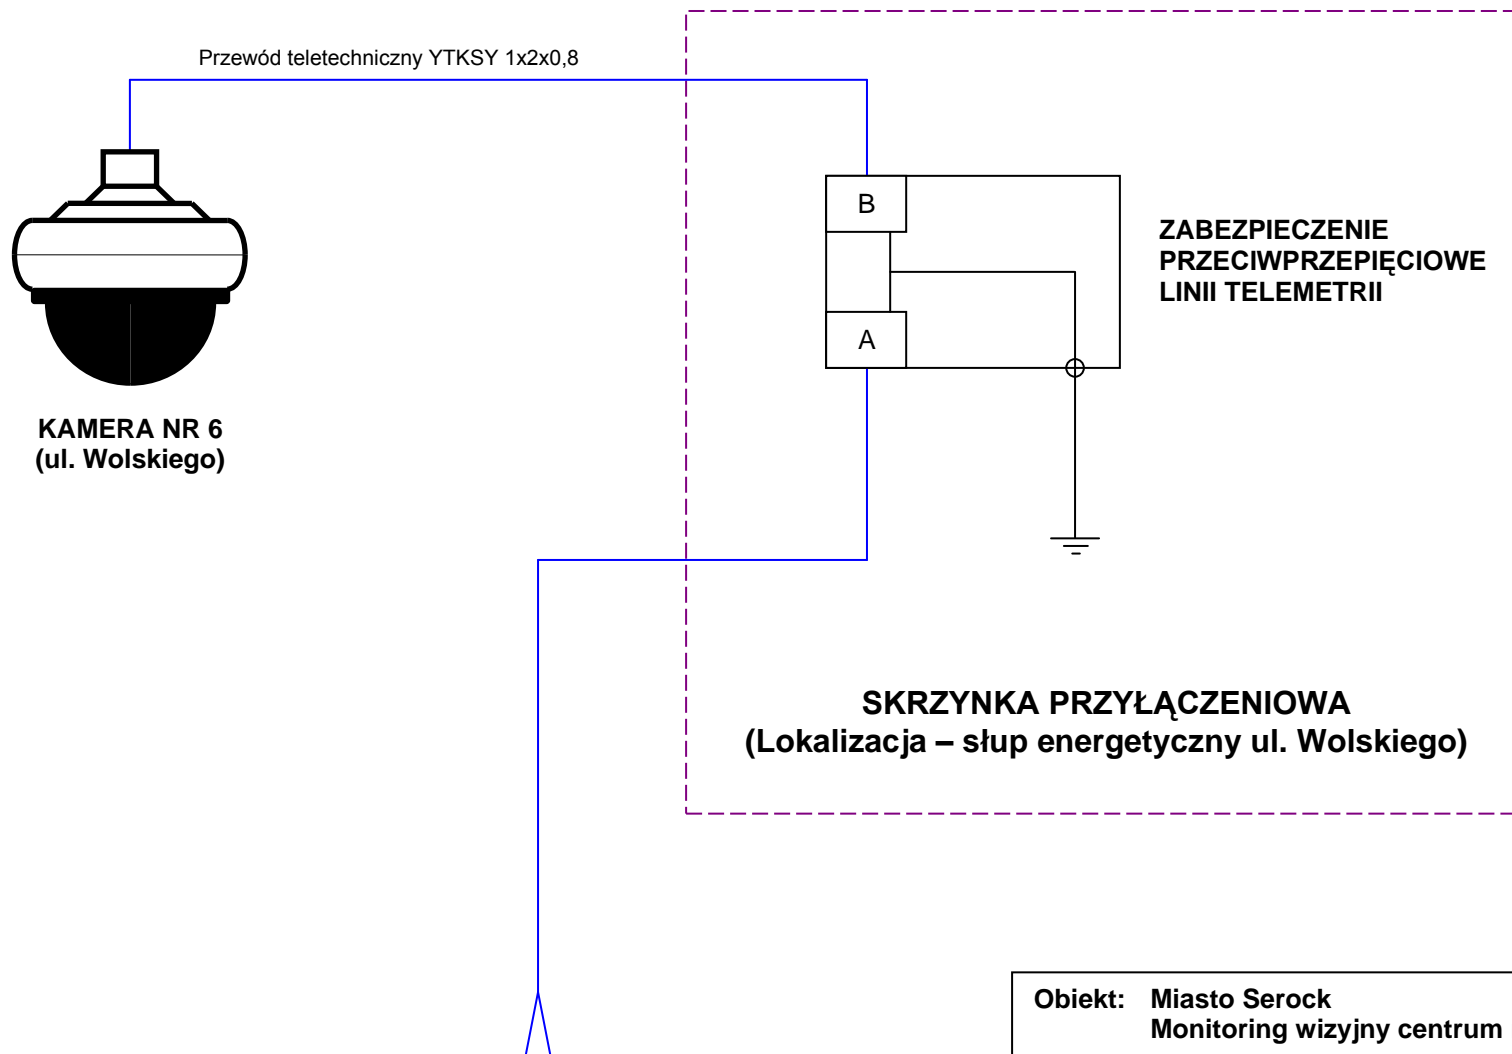 Przewód teletechniczny YTKSY 1x2x0,8
B
ZABEZPIECZENIE
PRZECIWPRZEPIĘCIOWE
LINII TELEMETRII
A
KAMERA NR 6
(ul. Wolskiego)
SKRZYNKA PRZYŁĄCZENIOWA
(Lokalizacja – słup energetyczny ul. Wolskiego)
Obiekt: Miasto Serock
Monitoring wizyjny centrum